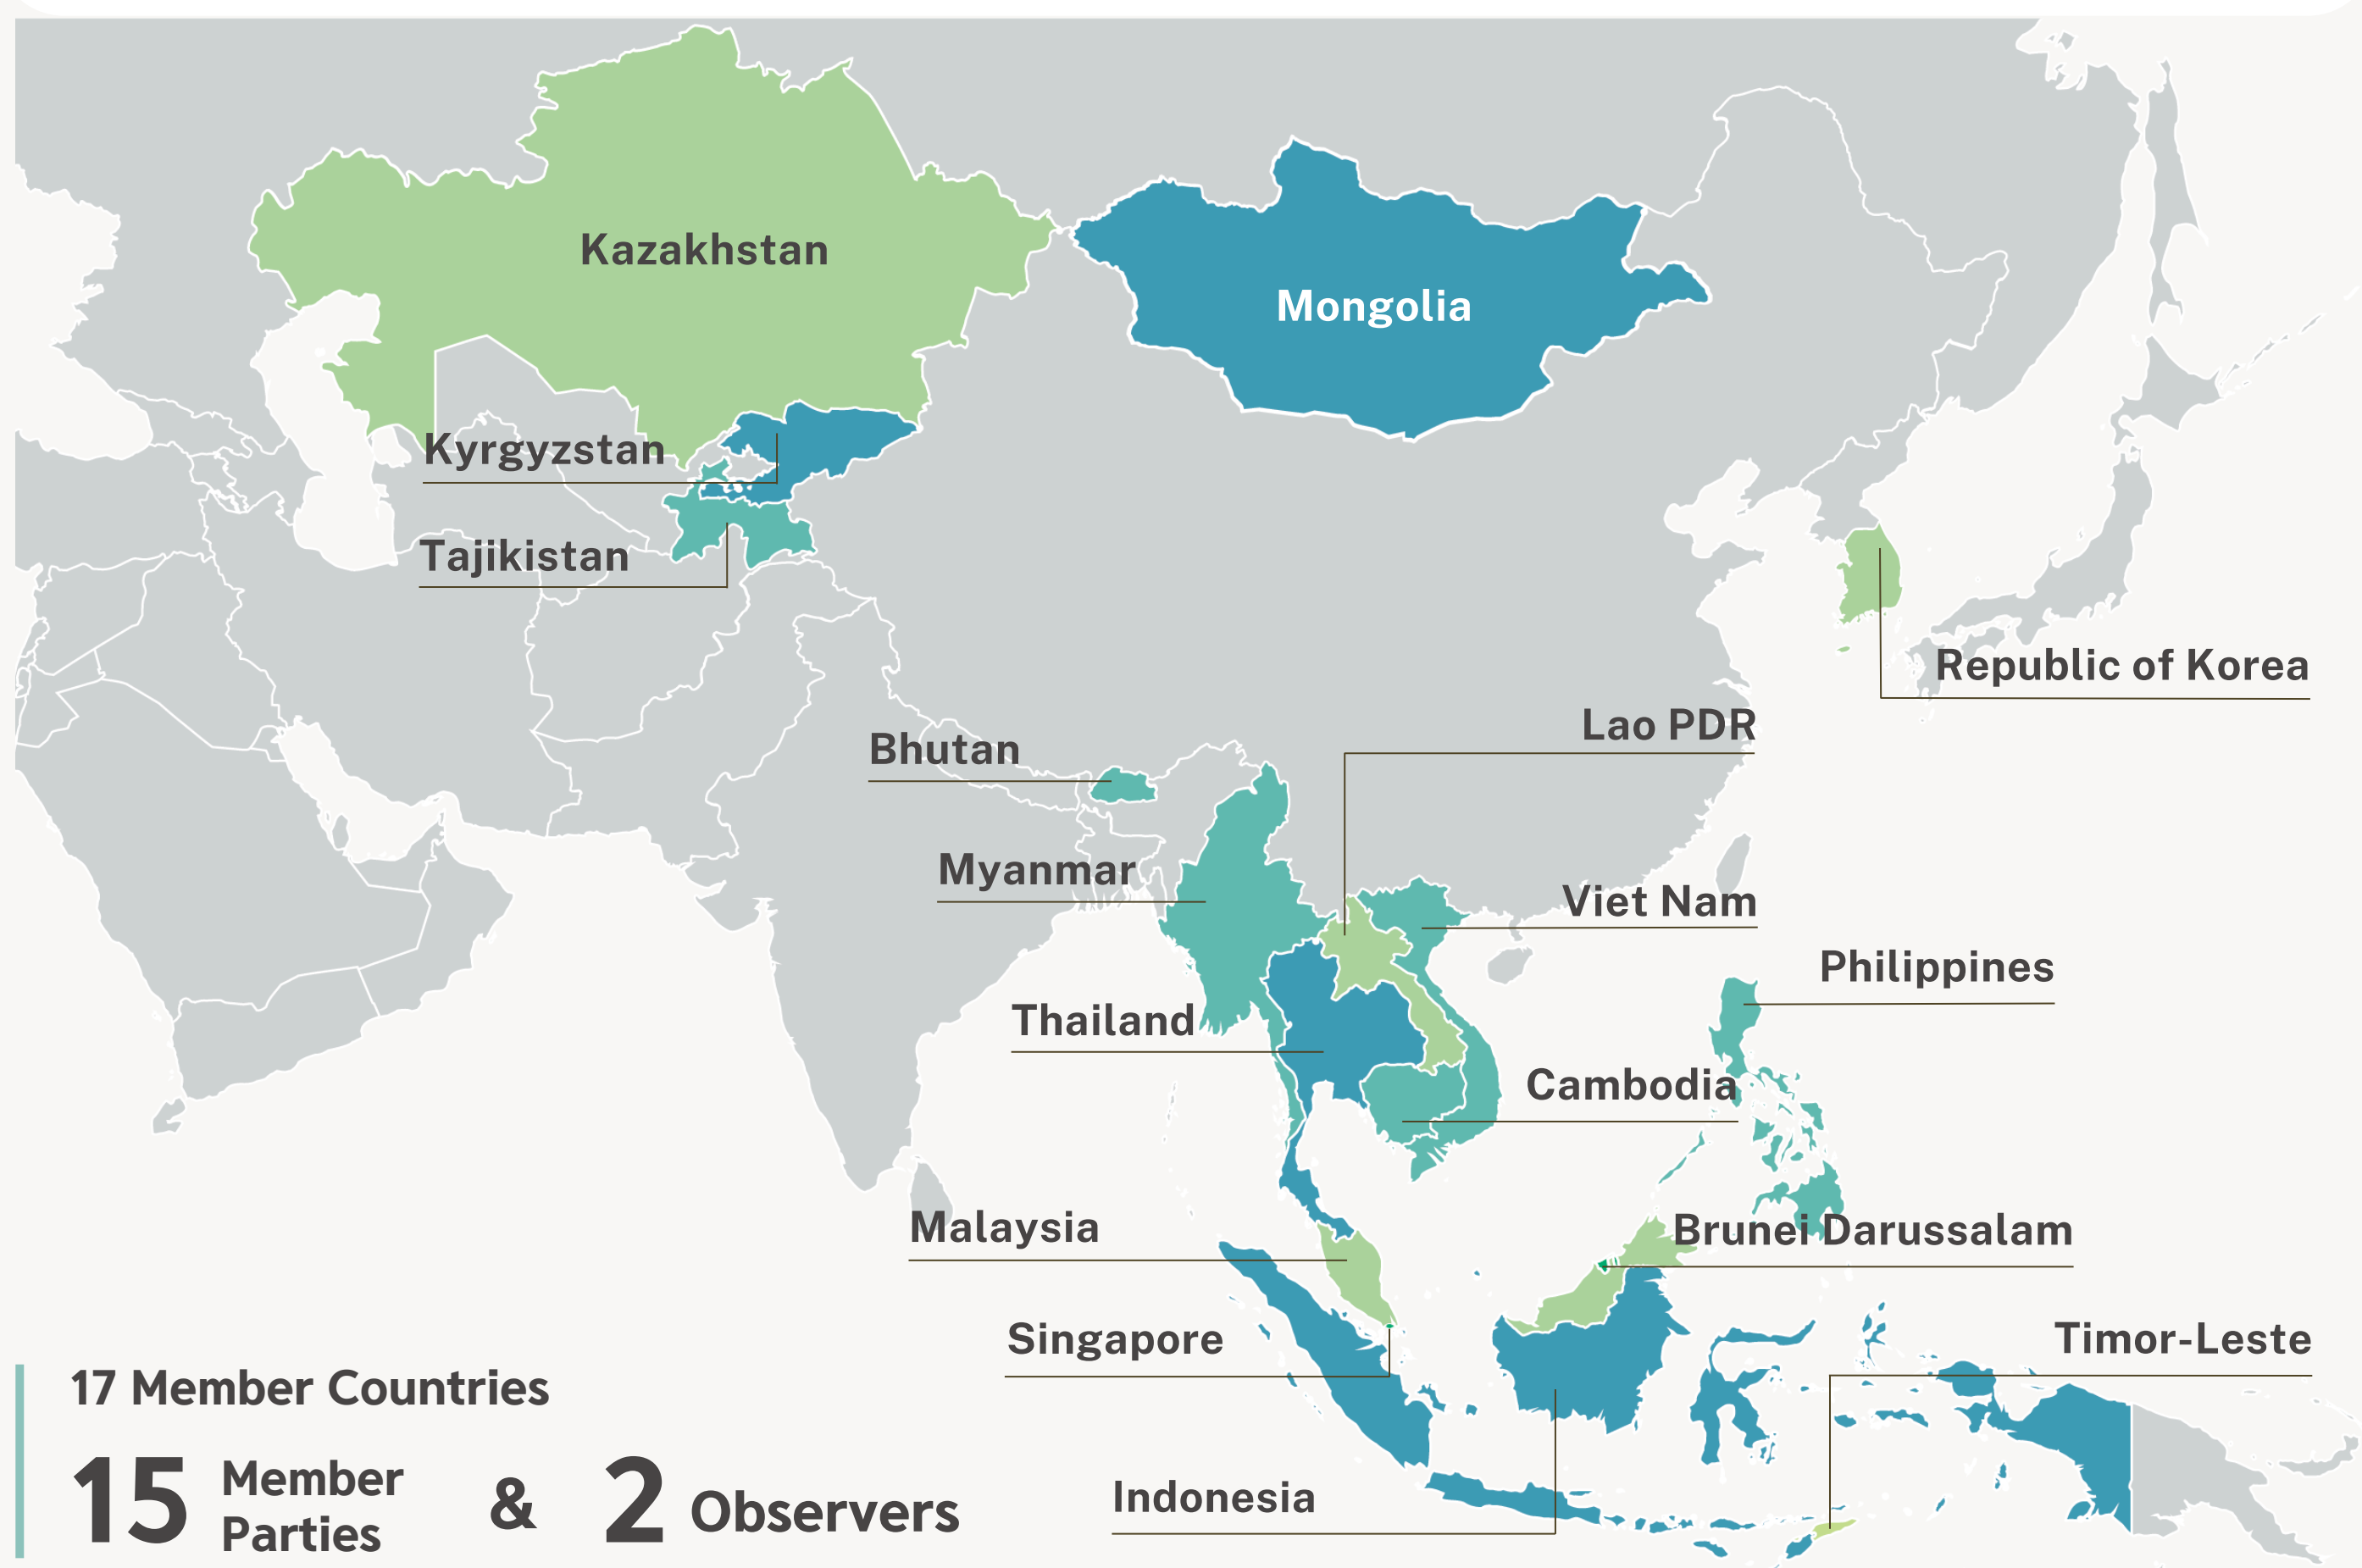 Kazakhstan
Mongolia
Kyrgyzstan
Tajikistan
Republic of Korea
Lao PDR
Bhutan
Myanmar
Viet Nam
Philippines
Thailand
Cambodia
Malaysia
Brunei Darussalam
Singapore
Timor-Leste
Indonesia
17 Member Countries
15 Member Parties & 2 Observers